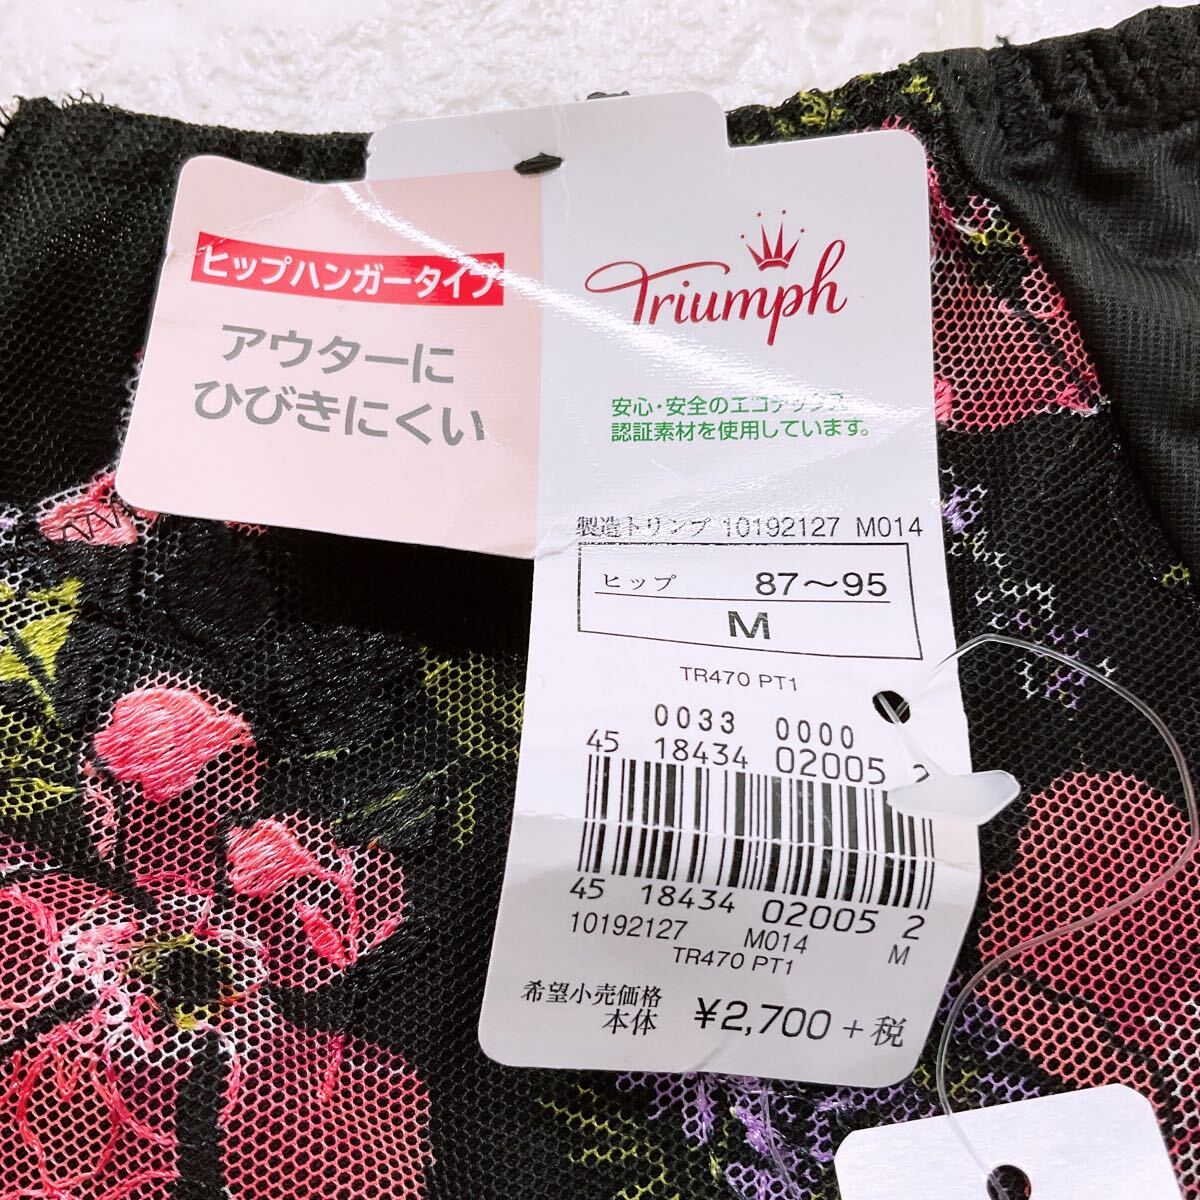 ヒップハンガータイプ
アウターに
ひびきにくい
Triumph
安心・安全のエコテックス
認証素材を使用しています。
製造トリンプ 10192127 M014
ヒップ 87～95
M
TR470 PT1
0033 0000
45 18434 02005 2
45 18434 02005 2
10192127 M014 M
TR470 PT1
希望小売価格
本体 ¥2,700 + 税